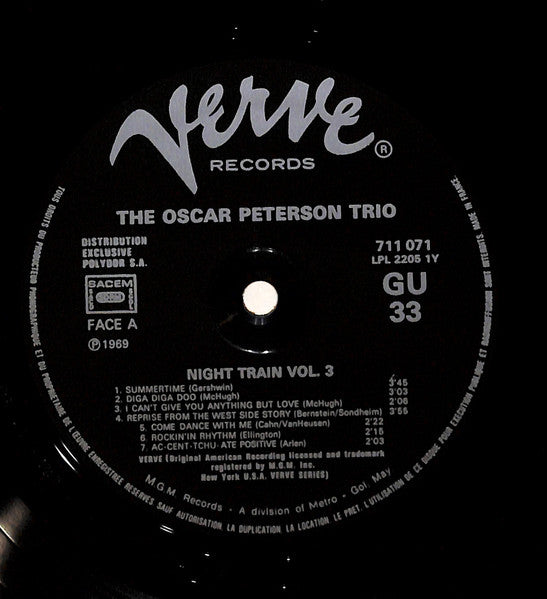 Verve
®
RECORDS
THE OSCAR PETERSON TRIO
DISTRIBUTION
EXCLUSIVE
POLYDOR S.A.
711 071
LPL 2205 1Y
SACEM
GU
33
FACE A
℗ 1969
NIGHT TRAIN VOL. 3
1. SUMMERTIME (Gershwin) 3'45
2. DIGA DIGA DOO (McHugh) 3'03
3. I CAN'T GIVE YOU ANYTHING BUT LOVE (McHugh) 2'06
4. REPRISE FROM THE WEST SIDE STORY (Bernstein/Sondheim) 3'55
5. COME DANCE WITH ME (Cahn/VanHeusen) 2'22
6. ROCKIN'IN RHYTHM (Ellington) 2'15
7. AC-CENT-TCHU-ATE POSITIVE (Arlen) 2'03
VERVE (Original American Recording licensed and trademark
registered by M.G.M. Inc.
New York U.S.A. VERVE SERIES)
M.G.M. Records - A division of Metro - Gol. May
TOUS DROITS DU PRODUCTEUR PHONOGRAPHIQUE ET DU PROPRIETAIRE DE L'ŒUVRE ENREGISTREE RESERVES SAUF AUTORISATION LA DUPLICATION, LA LOCATION, LE PRET, L'UTILISATION DE CE DISQUE POUR EXECUTION PUBLIQUE ET RADIODIFFUSION SONT INTERDITS MADE IN FRANCE